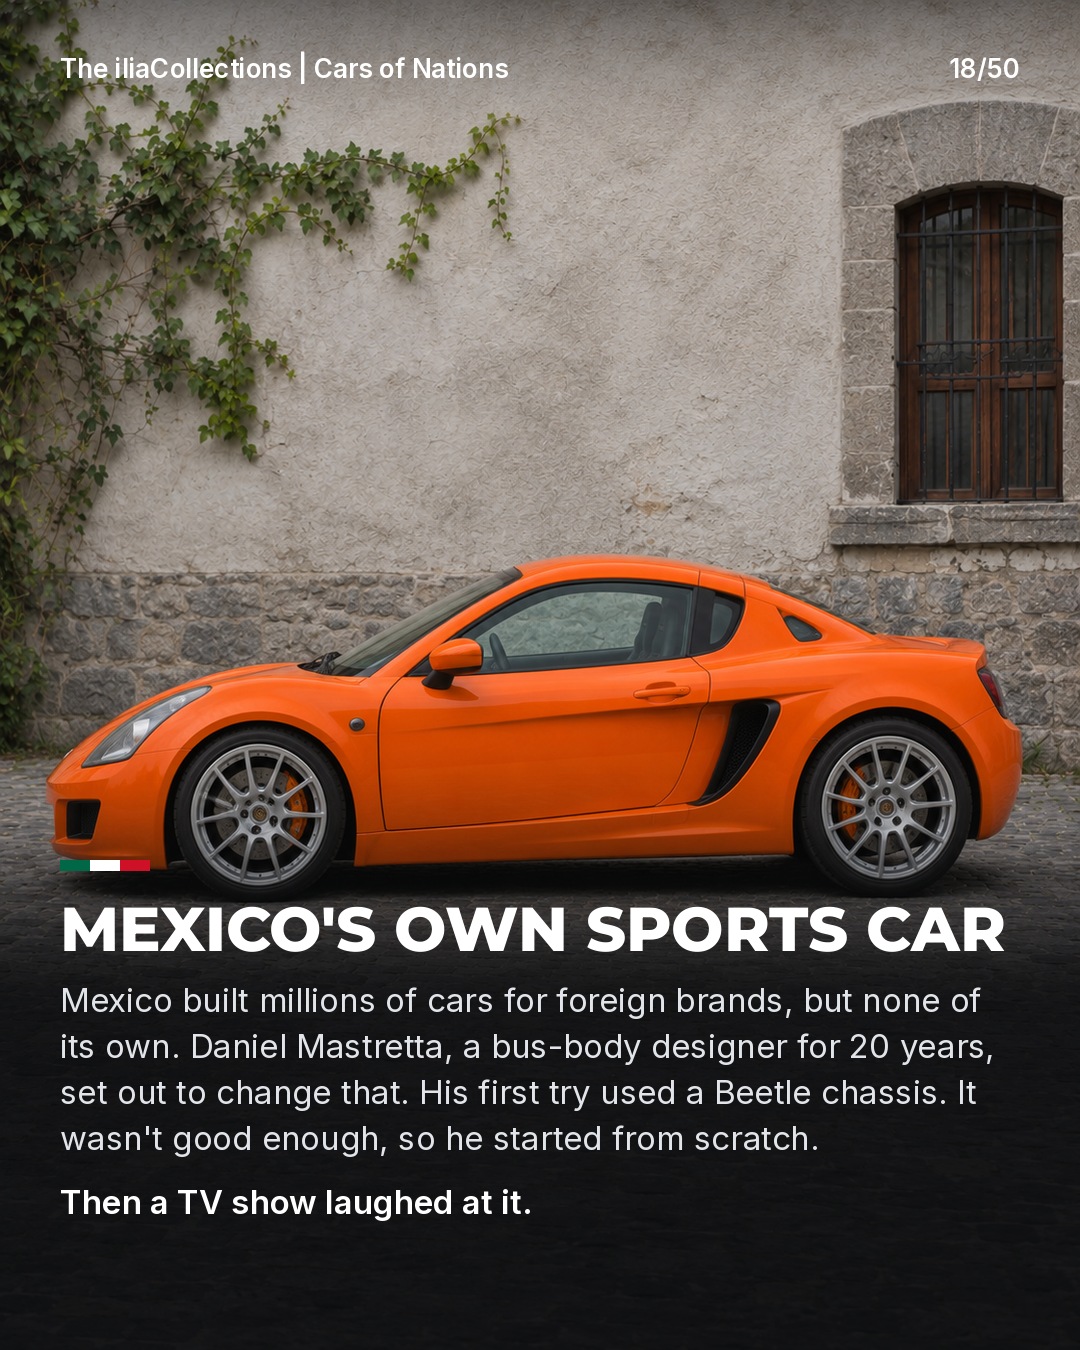 The iliaCollections | Cars of Nations
18/50
MEXICO'S OWN SPORTS CAR
Mexico built millions of cars for foreign brands, but none of
its own. Daniel Mastretta, a bus-body designer for 20 years,
set out to change that. His first try used a Beetle chassis. It
wasn't good enough, so he started from scratch.
Then a TV show laughed at it.